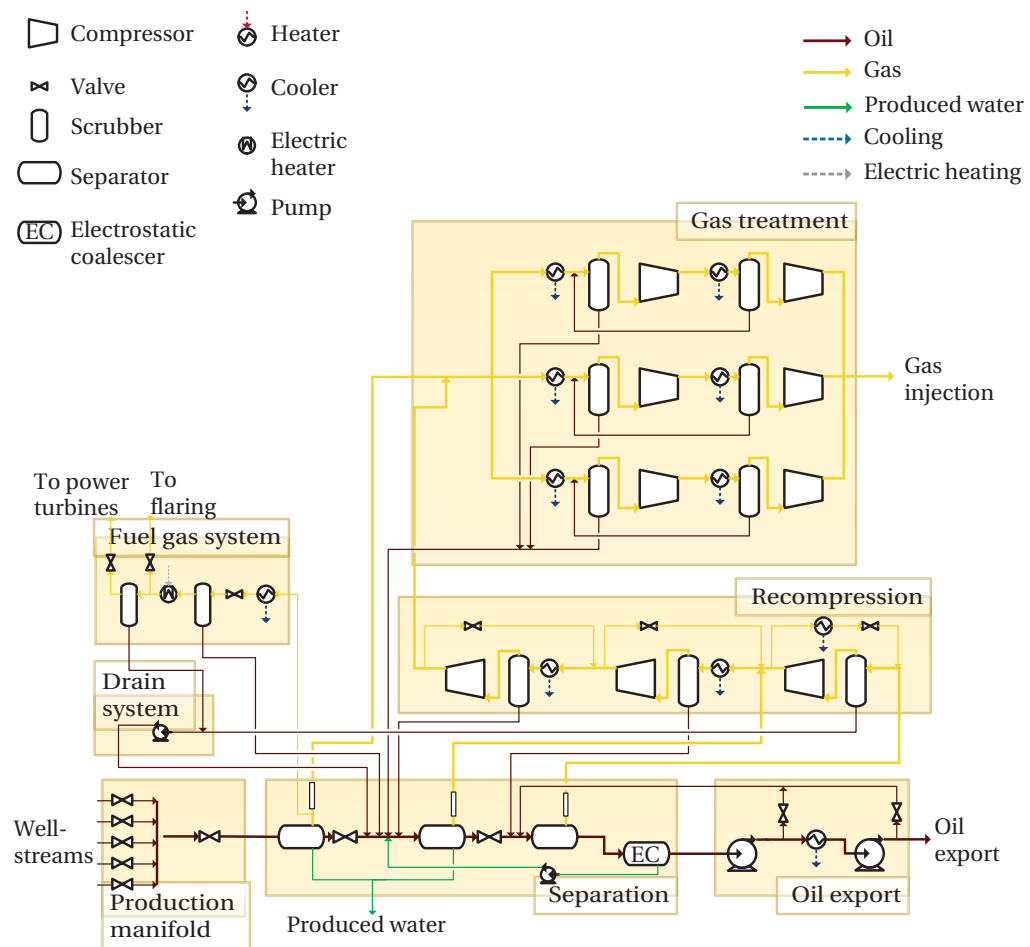 Compressor
Valve
Scrubber
Separator
EC
Electrostatic
coalescer
Heater
Cooler
Electric
heater
Pump
Oil
Gas
Produced water
Cooling
Electric heating
Gas treatment
Gas
injection
To power
turbines
To
flaring
Fuel gas system
Recompression
Drain
system
Well-
streams
EC
Oil
export
Separation
Oil export
Production
manifold
Produced water